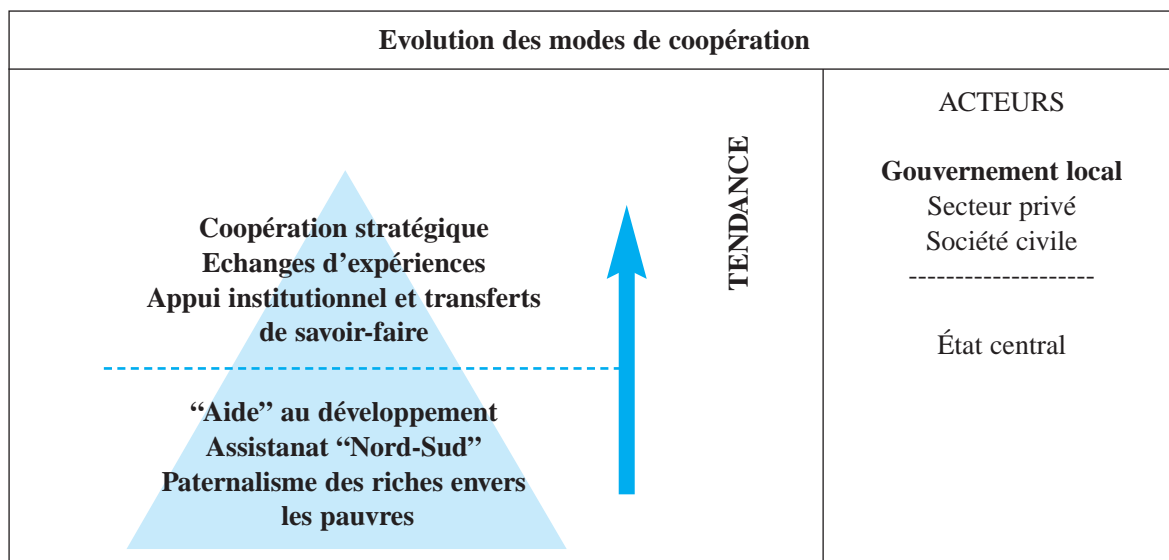 Evolution des modes de coopération
Coopération stratégique
Echanges d’expériences
Appui institutionnel et transferts
de savoir-faire
“Aide” au développement
Assistanat “Nord-Sud”
Paternalisme des riches envers
les pauvres
TENDANCE
ACTEURS
Gouvernement local
Secteur privé
Société civile
--------------------
État central